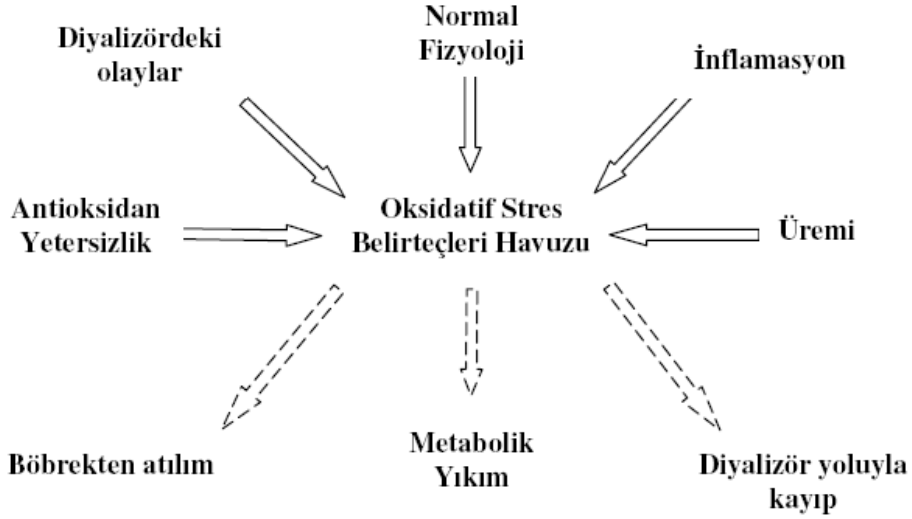 Diyalizördeki
olaylar
Normal
Fizyoloji
İnflamasyon
Antioksidan
Yetersizlik
Oksidatif Stres
Belirteçleri Havuzu
Üremi
Böbrekten atılım
Metabolik
Yıkım
Diyalizör yoluyla
kayıp